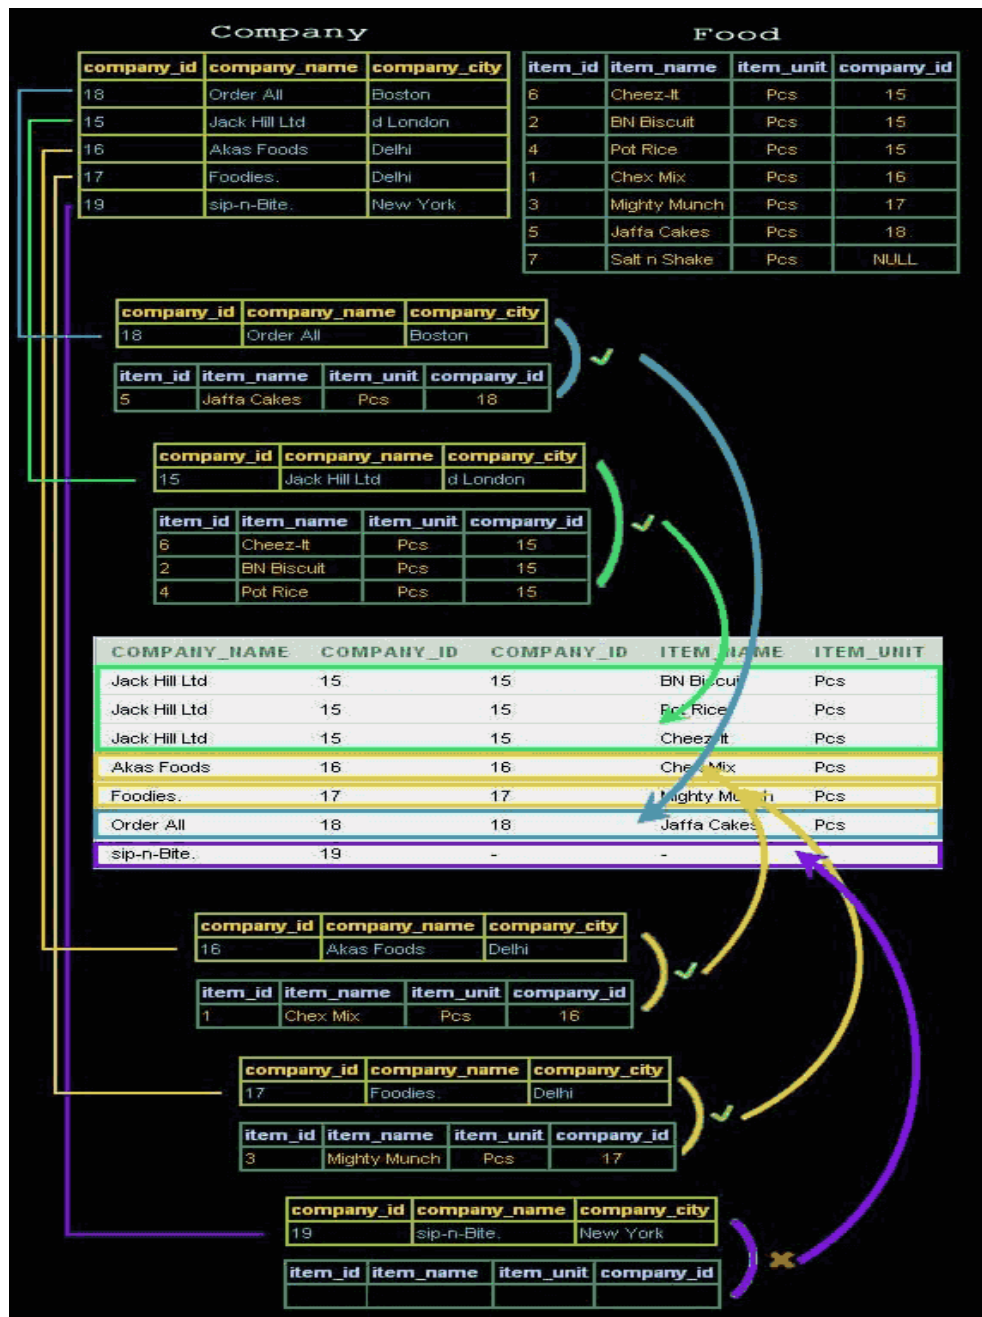 Company Food
company_id company_name company_city
18 Order All Boston
15 Jack Hill Ltd d London
16 Akas Foods Delhi
17 Foodies. Delhi
19 sip-n-Bite. New York
item_id item_name item_unit company_id
6 Cheez-It Pcs 15
2 BN Biscuit Pcs 15
4 Pot Rice Pcs 15
1 Chex Mix Pcs 16
3 Mighty Munch Pcs 17
5 Jaffa Cakes Pcs 18
7 Salt n Shake Pcs NULL
company_id company_name company_city
18 Order All Boston
item_id item_name item_unit company_id
5 Jaffa Cakes Pcs 18
company_id company_name company_city
15 Jack Hill Ltd d London
item_id item_name item_unit company_id
6 Cheez-It Pcs 15
2 BN Biscuit Pcs 15
4 Pot Rice Pcs 15
COMPANY_NAME COMPANY_ID COMPANY_ID ITEM_NAME ITEM_UNIT
Jack Hill Ltd 15 15 BN Biscuit Pcs
Jack Hill Ltd 15 15 Pot Rice Pcs
Jack Hill Ltd 15 15 Cheez-It Pcs
Akas Foods 16 16 Chex Mix Pcs
Foodies. 17 17 Mighty Munch Pcs
Order All 18 18 Jaffa Cakes Pcs
sip-n-Bite. 19 - - -
company_id company_name company_city
16 Akas Foods Delhi
item_id item_name item_unit company_id
1 Chex Mix Pcs 16
company_id company_name company_city
17 Foodies. Delhi
item_id item_name item_unit company_id
3 Mighty Munch Pcs 17
company_id company_name company_city
19 sip-n-Bite. New York
item_id item_name item_unit company_id